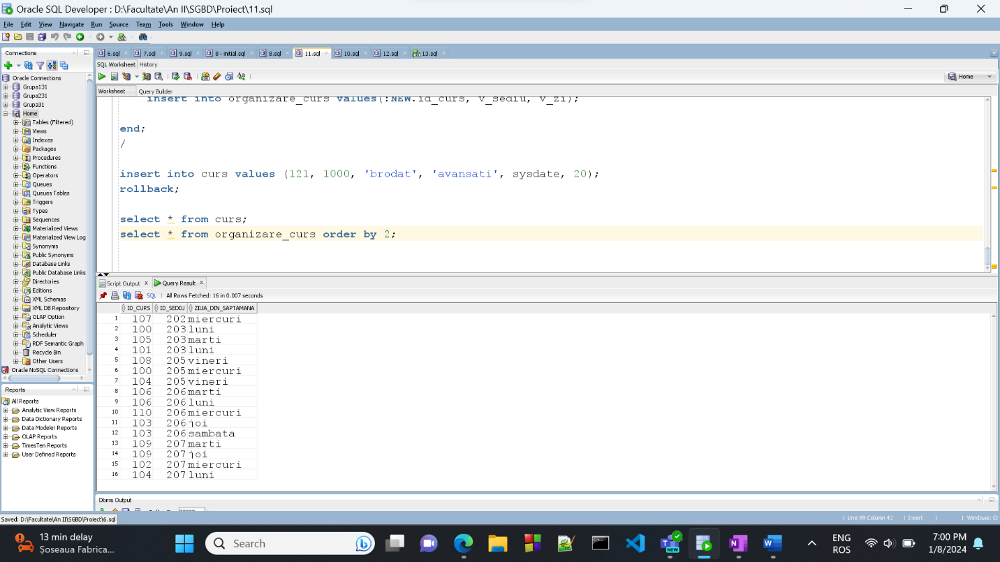 Oracle SQL Developer : D:\Facultate\An II\SGBD\Proiect\11.sql
File Edit View Navigate Run Source Team Tools Window Help
Connections
Oracle Connections
Grupa131
Grupa231
Grupa31
Home
Tables (Filtered)
Views
Indexes
Packages
Procedures
Functions
Operators
Queues
Queues Tables
Triggers
Types
Sequences
Materialized Views
Materialized View Log
Synonyms
Public Synonyms
Database Links
Public Database Links
Directories
Editions
XML Schemas
XML DB Repository
OLAP Option
Analytic Views
Scheduler
RDF Semantic Graph
Recycle Bin
Other Users
Oracle NoSQL Connections
Reports
All Reports
Analytic View Reports
Data Dictionary Reports
Data Modeler Reports
OLAP Reports
TimesTen Reports
User Defined Reports
6.sql 7.sql 9.sql 8 - initial.sql 8.sql 11.sql 10.sql 12.sql 13.sql
SQL Worksheet History
Home
Worksheet Query Builder
insert into organizare_curs values(:NEW.id_curs, v_sediu, v_zi);
end;
/
insert into curs values (121, 1000, 'brodat', 'avansati', sysdate, 20);
rollback;
select * from curs;
select * from organizare_curs order by 2;
Script Output Query Result
SQL | All Rows Fetched: 16 in 0.007 seconds
ID_CURS ID_SEDIU ZIUA_DIN_SAPTAMANA
1 107 202 miercuri
2 100 203 luni
3 105 203 marti
4 101 203 luni
5 108 205 vineri
6 100 205 miercuri
7 104 205 vineri
8 106 206 marti
9 106 206 luni
10 110 206 miercuri
11 103 206 joi
12 103 206 sambata
13 109 207 marti
14 109 207 joi
15 102 207 miercuri
16 104 207 luni
Dbms Output
Saved: D:\Facultate\An II\SGBD\Proiect\6.sql
Line 99 Column 42 | Insert | Windows: Cl
13 min delay
Șoseaua Fabrica...
Search
NEW
ENG
ROS
7:00 PM
1/8/2024